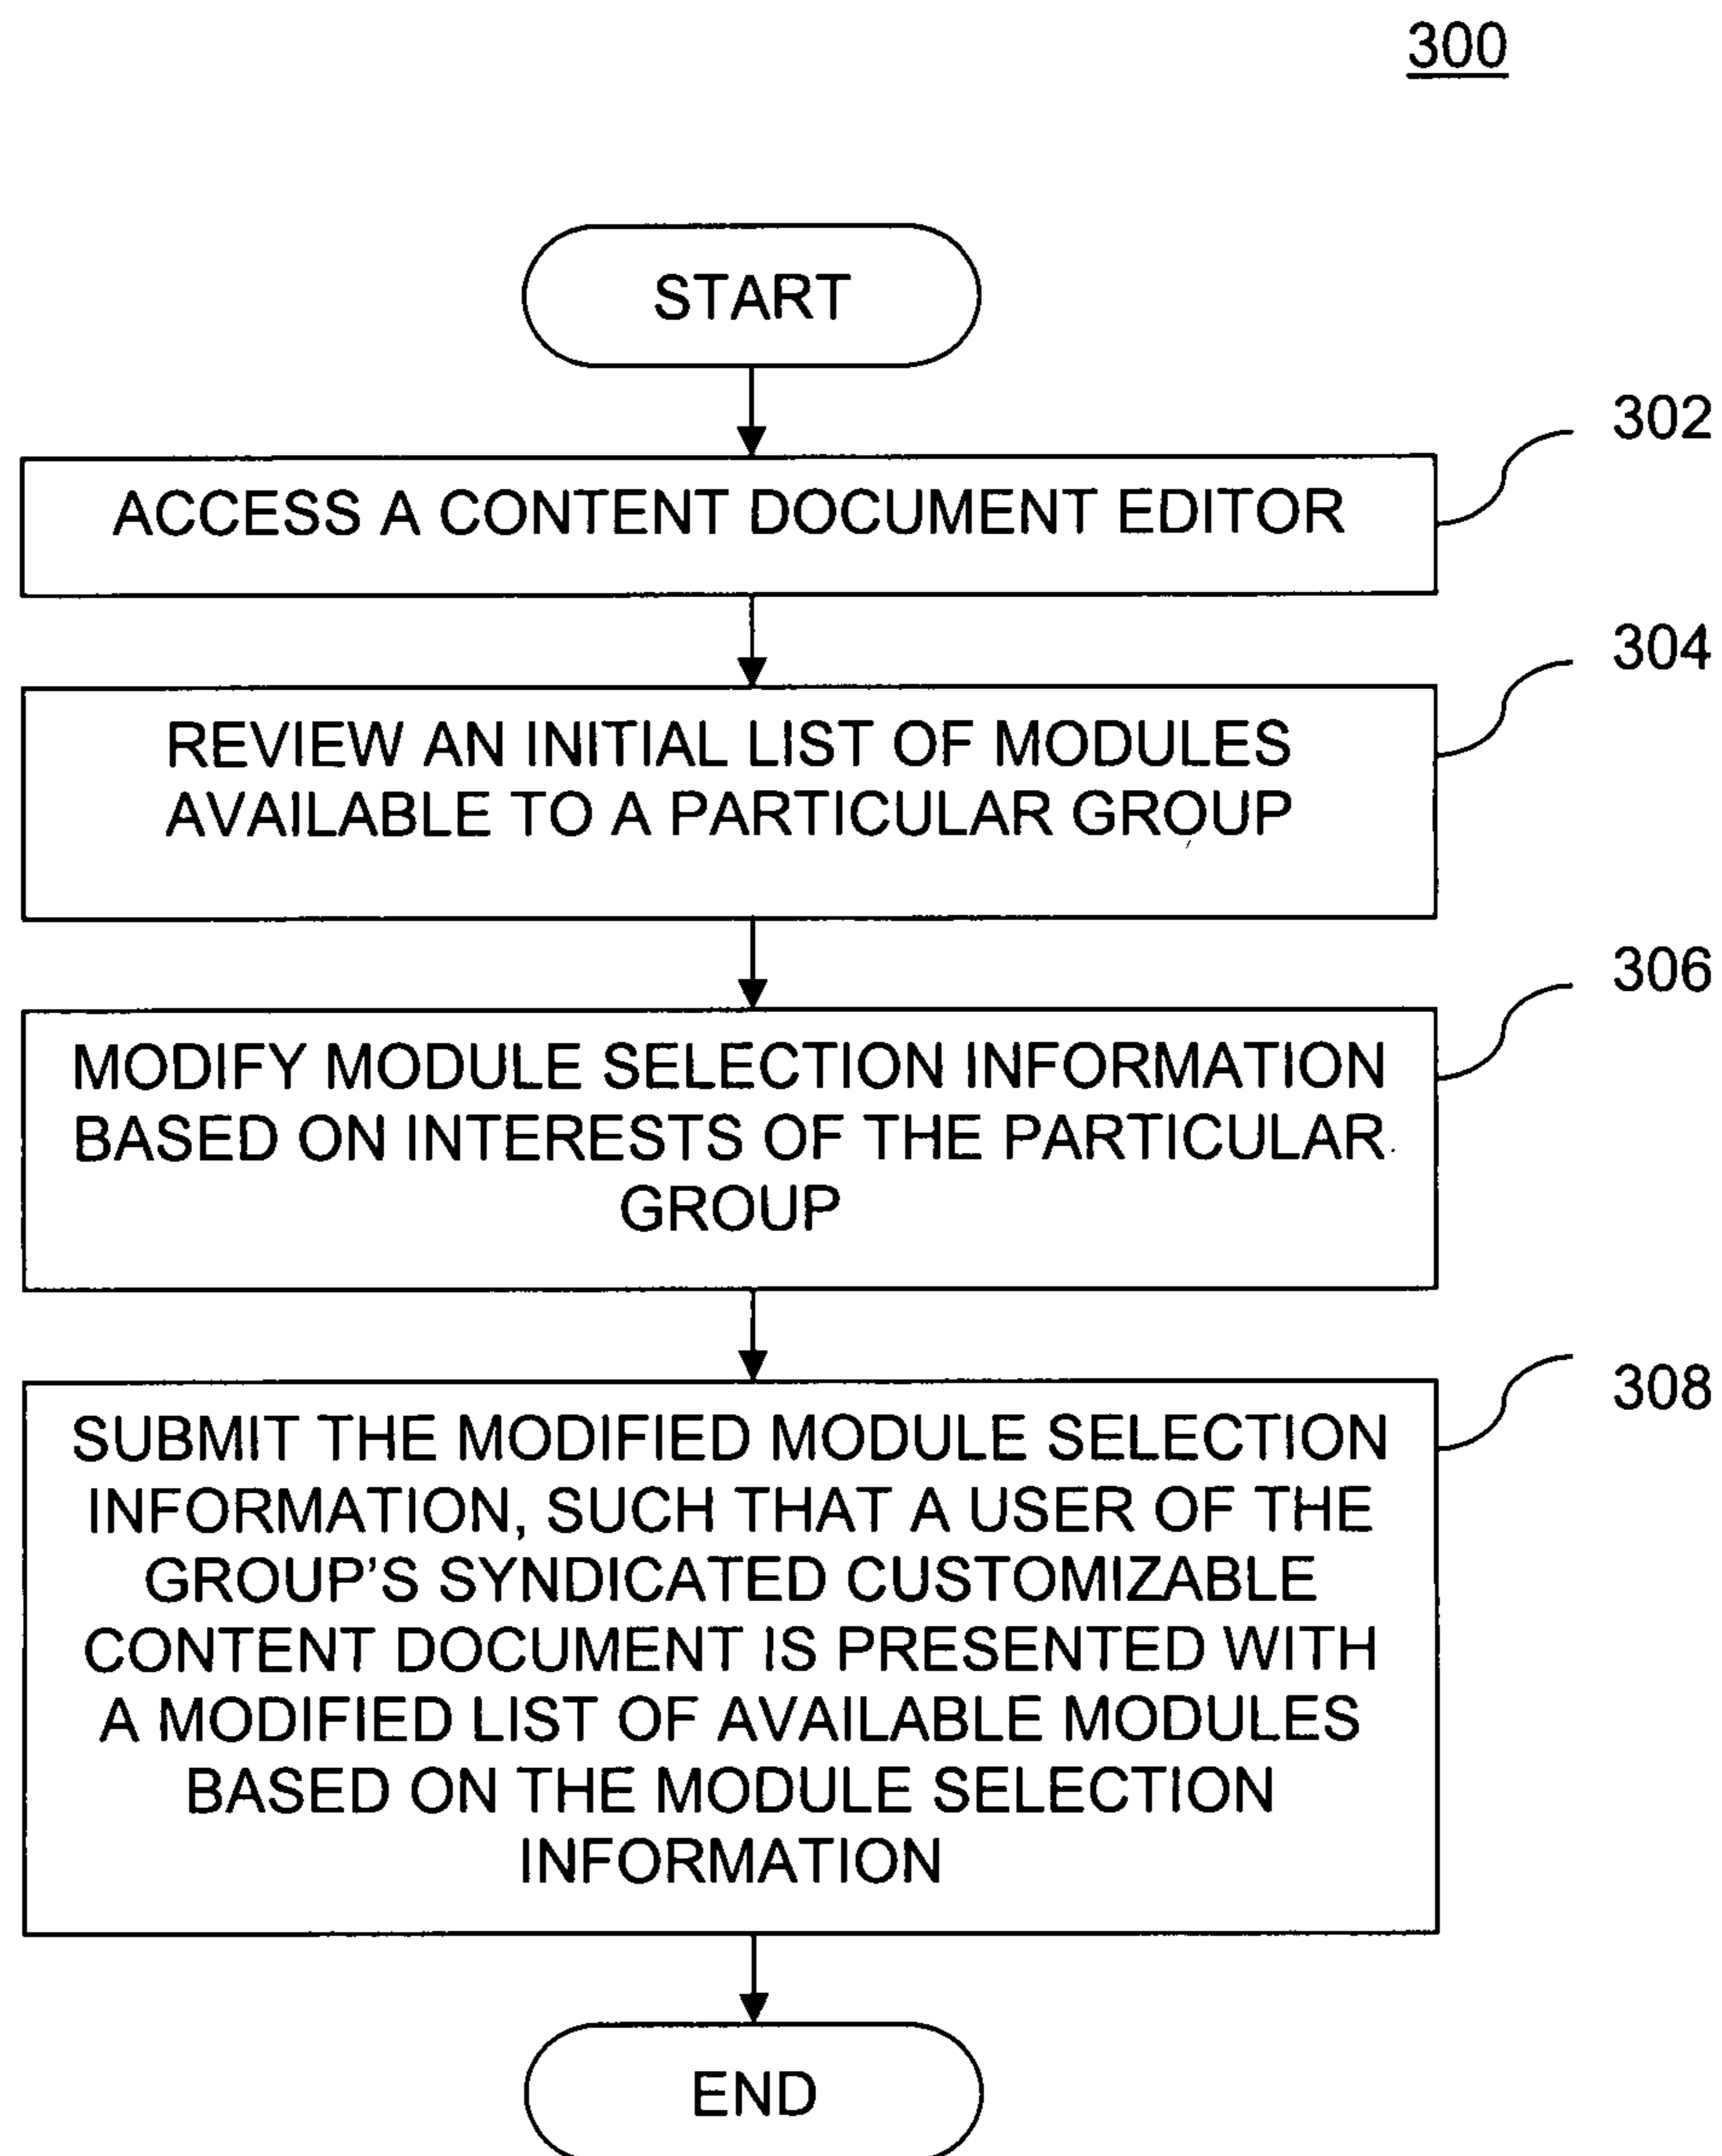 300
START
302
ACCESS A CONTENT DOCUMENT EDITOR
304
REVIEW AN INITIAL LIST OF MODULES
AVAILABLE TO A PARTICULAR GROUP
306
MODIFY MODULE SELECTION INFORMATION
BASED ON INTERESTS OF THE PARTICULAR
GROUP
308
SUBMIT THE MODIFIED MODULE SELECTION
INFORMATION, SUCH THAT A USER OF THE
GROUP'S SYNDICATED CUSTOMIZABLE
CONTENT DOCUMENT IS PRESENTED WITH
A MODIFIED LIST OF AVAILABLE MODULES
BASED ON THE MODULE SELECTION
INFORMATION
END